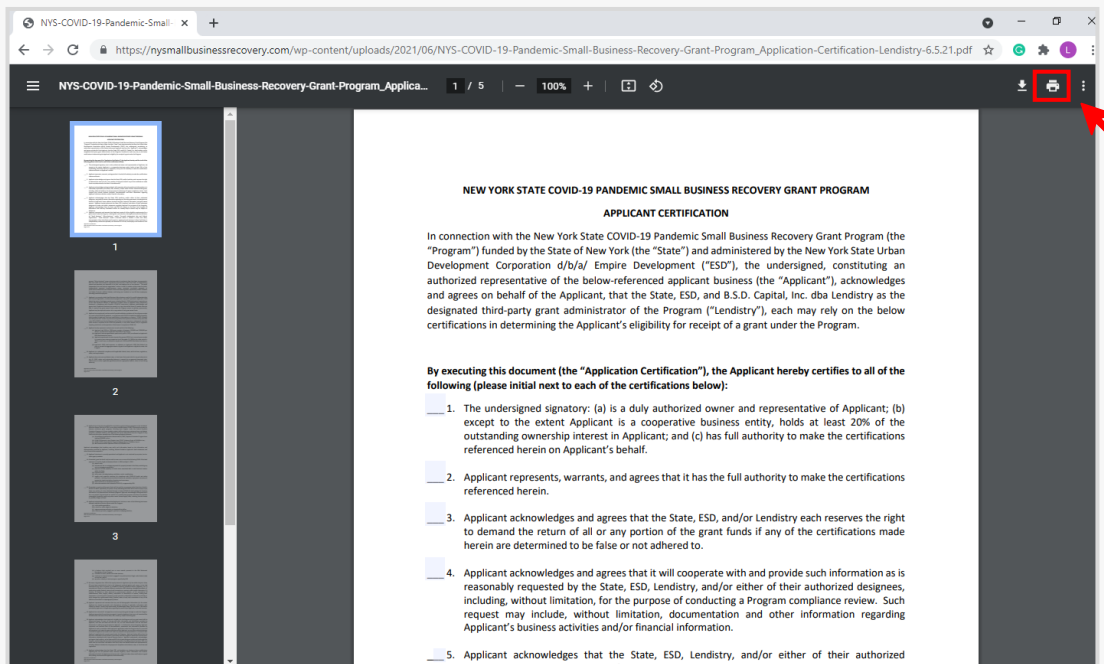 NYS-COVID-19-Pandemic-Small-
https://nysmallbusinessrecovery.com/wp-content/uploads/2021/06/NYS-COVID-19-Pandemic-Small-Business-Recovery-Grant-Program_Application-Certification-Lendistry-6.5.21.pdf
L
NYS-COVID-19-Pandemic-Small-Business-Recovery-Grant-Program_Applica...
1 / 5
100%
1
2
3
NEW YORK STATE COVID-19 PANDEMIC SMALL BUSINESS RECOVERY GRANT PROGRAM
APPLICANT CERTIFICATION
In connection with the New York State COVID-19 Pandemic Small Business Recovery Grant Program (the
“Program”) funded by the State of New York (the “State”) and administered by the New York State Urban
Development Corporation d/b/a/ Empire Development (“ESD”), the undersigned, constituting an
authorized representative of the below-referenced applicant business (the “Applicant”), acknowledges
and agrees on behalf of the Applicant, that the State, ESD, and B.S.D. Capital, Inc. dba Lendistry as the
designated third-party grant administrator of the Program (“Lendistry”), each may rely on the below
certifications in determining the Applicant’s eligibility for receipt of a grant under the Program.
By executing this document (the “Application Certification”), the Applicant hereby certifies to all of the
following (please initial next to each of the certifications below):
___1. The undersigned signatory: (a) is a duly authorized owner and representative of Applicant; (b)
except to the extent Applicant is a cooperative business entity, holds at least 20% of the
outstanding ownership interest in Applicant; and (c) has full authority to make the certifications
referenced herein on Applicant’s behalf.
___2. Applicant represents, warrants, and agrees that it has the full authority to make the certifications
referenced herein.
___3. Applicant acknowledges and agrees that the State, ESD, and/or Lendistry each reserves the right
to demand the return of all or any portion of the grant funds if any of the certifications made
herein are determined to be false or not adhered to.
___4. Applicant acknowledges and agrees that it will cooperate with and provide such information as is
reasonably requested by the State, ESD, Lendistry, and/or either of their authorized designees,
including, without limitation, for the purpose of conducting a Program compliance review. Such
request may include, without limitation, documentation and other information regarding
Applicant’s business activities and/or financial information.
___5. Applicant acknowledges that the State, ESD, Lendistry, and/or either of their authorized